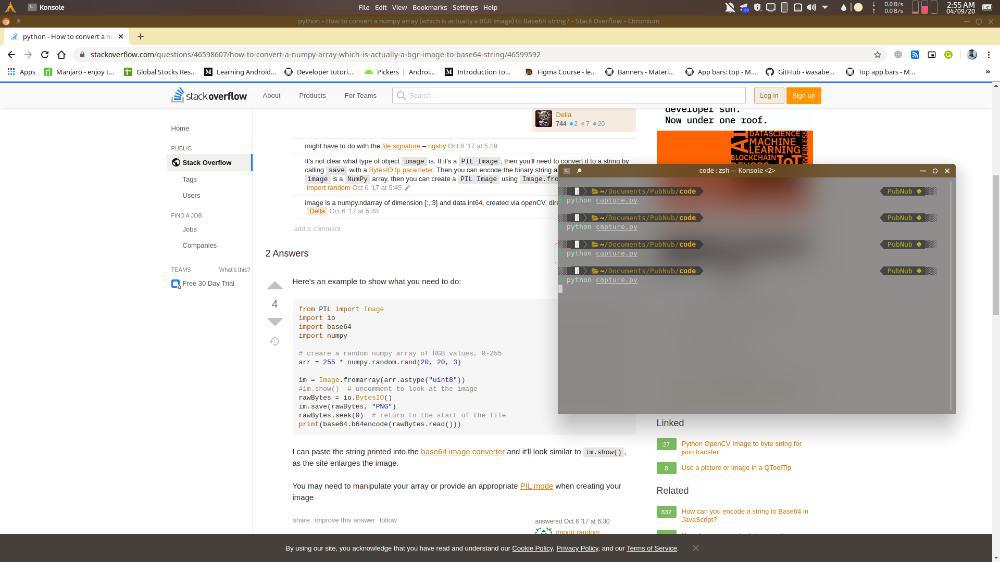 Konsole
File Edit View Bookmarks Settings Help
0.0 B/s
0.0 B/s
2:55 AM
04/09/20
python - How to convert a numpy array (which is actually a BGR image) to Base64 string? - Stack Overflow - Chromium
python - How to convert a n
stackoverflow.com/questions/46598607/how-to-convert-a-numpy-array-which-is-actually-a-bgr-image-to-base64-string/46599592
Apps Manjaro - enjoy t... Global Stocks Rec... Learning Android... Developer tutori... Pickers | Androi... Introduction to... Figma Course - le... Banners - Materi... App bars: top - M... GitHub - wasabe... Top app bars - M... »
stackoverflow About Products For Teams Search... Log in Sign up
Home
PUBLIC
Stack Overflow
Tags
Users
FIND A JOB
Jobs
Companies
TEAMS What's this?
Free 30 Day Trial
Delia
744 2 7 20
might have to do with the file signature – rigsby Oct 6 '17 at 5:19
It's not clear what type of object image is. If it's a PIL Image, then you'll need to convert it to a string by
calling save with a BytesIO fp parameter. Then you can encode the binary string a
image is a NumPy array, then you can create a PIL Image using Image.fro
import random Oct 6 '17 at 5:45
image is a numpy.ndarray of dimension [:,:3] and data int64, created via openCV, dire
Delia Oct 6 '17 at 5:48
add a comment
2 Answers
Here's an example to show what you need to do:
4
from PIL import Image
import io
import base64
import numpy
# creare a random numpy array of RGB values, 0-255
arr = 255 * numpy.random.rand(20, 20, 3)
im = Image.fromarray(arr.astype("uint8"))
#im.show() # uncomment to look at the image
rawBytes = io.BytesIO()
im.save(rawBytes, "PNG")
rawBytes.seek(0) # return to the start of the file
print(base64.b64encode(rawBytes.read()))
I can paste the string printed into the base64 image converter and it'll look similar to im.show(),
as the site enlarges the image.
You may need to manipulate your array or provide an appropriate PIL mode when creating your
image
share improve this answer follow
answered Oct 6 '17 at 6:30
import random
developer sun.
Now under one roof.
AI
DATASCIENCE
MACHINE
LEARNING
BLOCKCHAIN
IoT
code : zsh — Konsole <2>
~/Documents/PubNub/code PubNub
python capture.py
~/Documents/PubNub/code PubNub
python capture.py
~/Documents/PubNub/code PubNub
python capture.py
~/Documents/PubNub/code PubNub
python capture.py
Linked
27 Python OpenCV Image to byte string for
json transfer
8 Use a picture or image in a QToolTip
Related
832 How can you encode a string to Base64 in
JavaScript?
By using our site, you acknowledge that you have read and understand our Cookie Policy, Privacy Policy, and our Terms of Service.